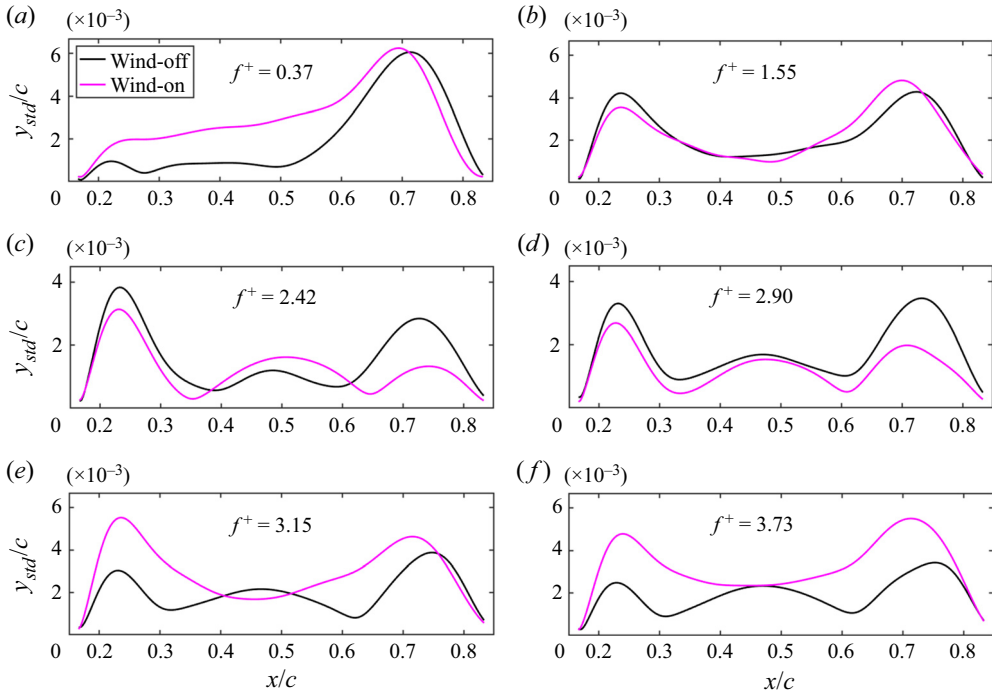 (a) (×10⁻³) (b) (×10⁻³)
6 Wind-off f⁺ = 0.37 6 f⁺ = 1.55
Wind-on
y_std/c 4 4
2 2
0.2 0.3 0.4 0.5 0.6 0.7 0.8 0.2 0.3 0.4 0.5 0.6 0.7 0.8
(c) (×10⁻³) (d) (×10⁻³)
4 f⁺ = 2.42 4 f⁺ = 2.90
y_std/c 2 2
0.2 0.3 0.4 0.5 0.6 0.7 0.8 0.2 0.3 0.4 0.5 0.6 0.7 0.8
(e) (×10⁻³) (f) (×10⁻³)
6 f⁺ = 3.15 6 f⁺ = 3.73
y_std/c 4 4
2 2
0.2 0.3 0.4 0.5 0.6 0.7 0.8 0.2 0.3 0.4 0.5 0.6 0.7 0.8
x/c x/c